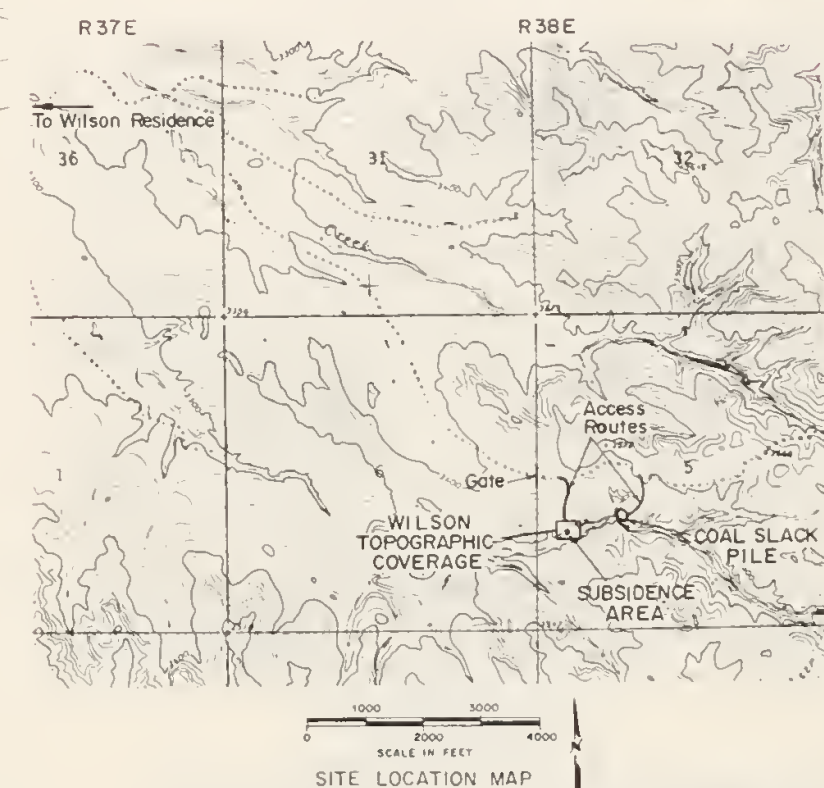 R37E
R38E
To Wilson Residence
36
31
32
Creek
Access
Routes
1
6
5
Gate
WILSON
TOPOGRAPHIC
COVERAGE
COAL SLACK
PILE
SUBSIDENCE
AREA
1000
3000
0
2000
4000
SCALE IN FEET
N
SITE LOCATION MAP